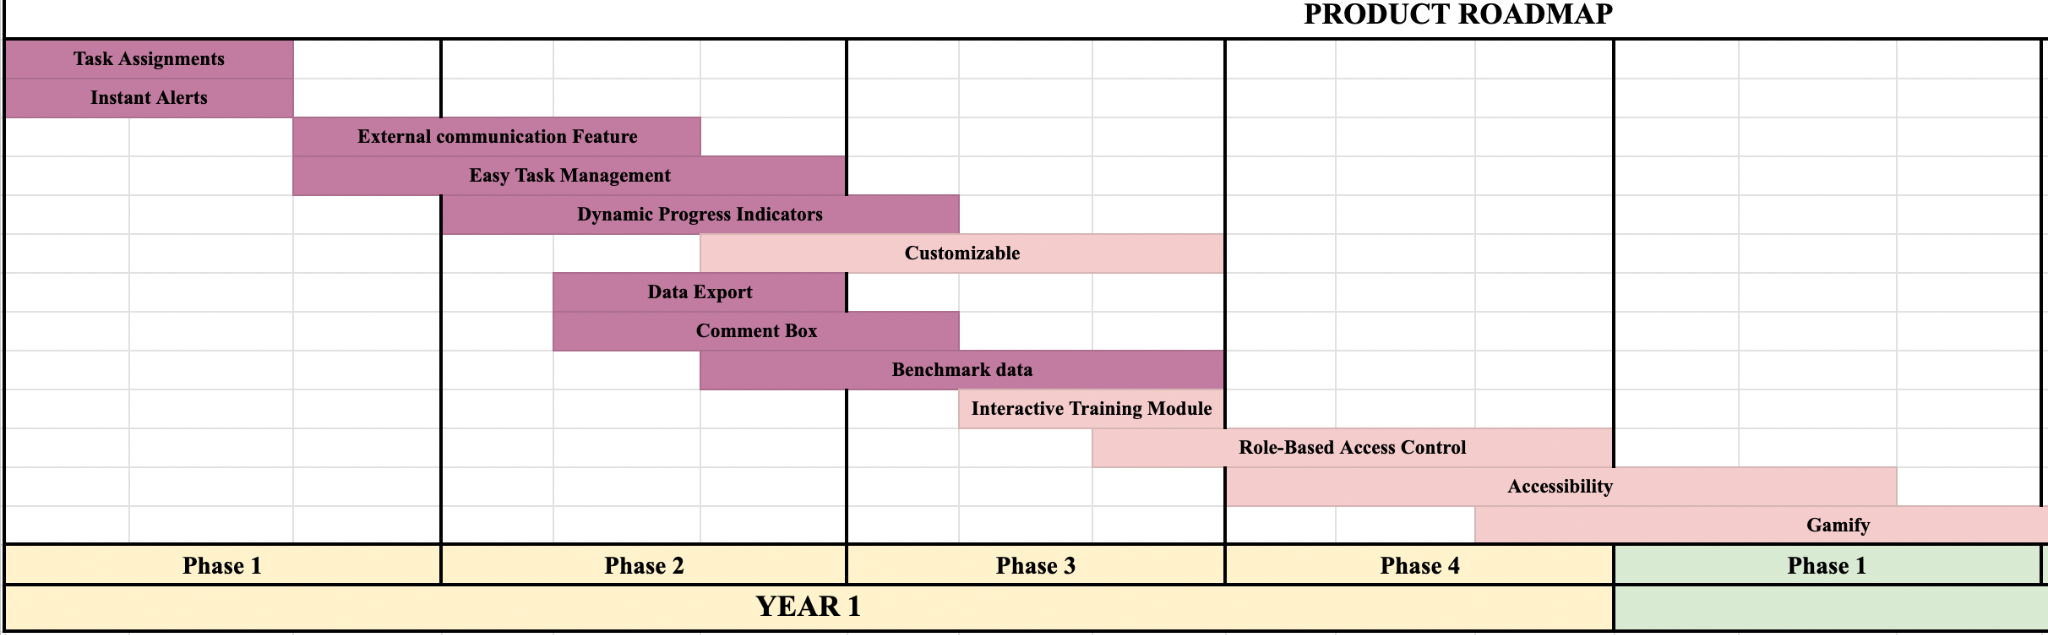 PRODUCT ROADMAP
Task Assignments
Instant Alerts
External communication Feature
Easy Task Management
Dynamic Progress Indicators
Customizable
Data Export
Comment Box
Benchmark data
Interactive Training Module
Role-Based Access Control
Accessibility
Gamify
Phase 1
Phase 2
Phase 3
Phase 4
Phase 1
YEAR 1